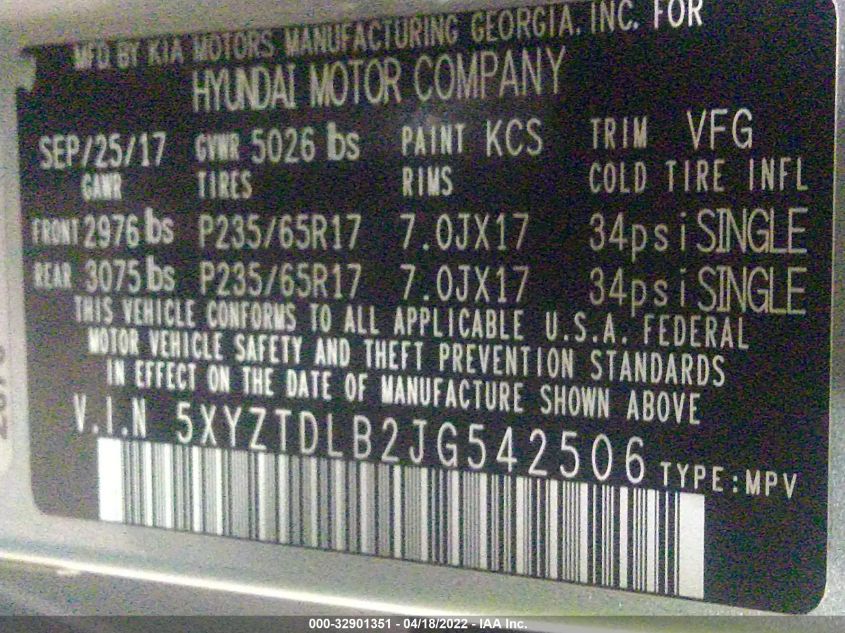 MFD BY KIA MOTORS MANUFACTURING GEORGIA, INC. FOR
HYUNDAI MOTOR COMPANY
SEP/25/17 GVWR 5026 lbs PAINT KCS TRIM VFG
GAWR TIRES RIMS COLD TIRE INFL
FRONT 2976 lbs P235/65R17 7.0JX17 34psi SINGLE
REAR 3075 lbs P235/65R17 7.0JX17 34psi SINGLE
THIS VEHICLE CONFORMS TO ALL APPLICABLE U.S.A. FEDERAL
MOTOR VEHICLE SAFETY AND THEFT PREVENTION STANDARDS
IN EFFECT ON THE DATE OF MANUFACTURE SHOWN ABOVE
V.I.N 5XYZTDLB2JG542506 TYPE:MPV
000-32901351 - 04/18/2022 - IAA Inc.